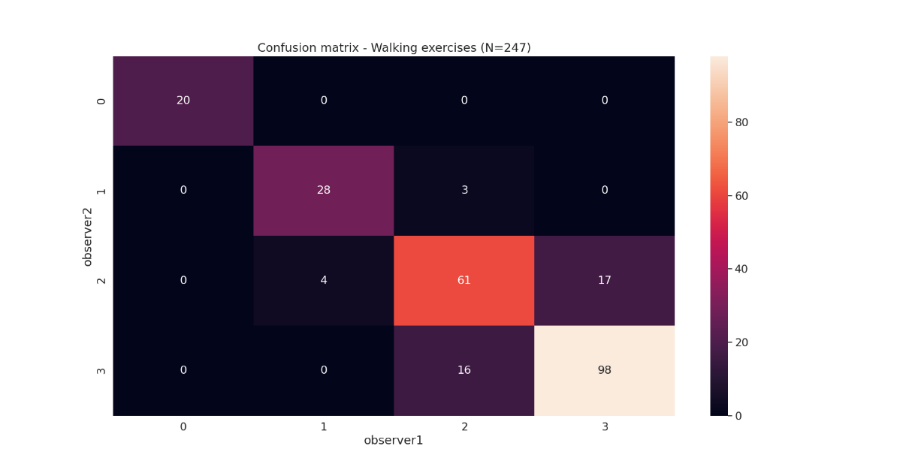 Confusion matrix - Walking exercises (N=247)
0 20 0 0 0
1 0 28 3 0
2 0 4 61 17
3 0 0 16 98
0 1 2 3
observer1
observer2
80
60
40
20
0